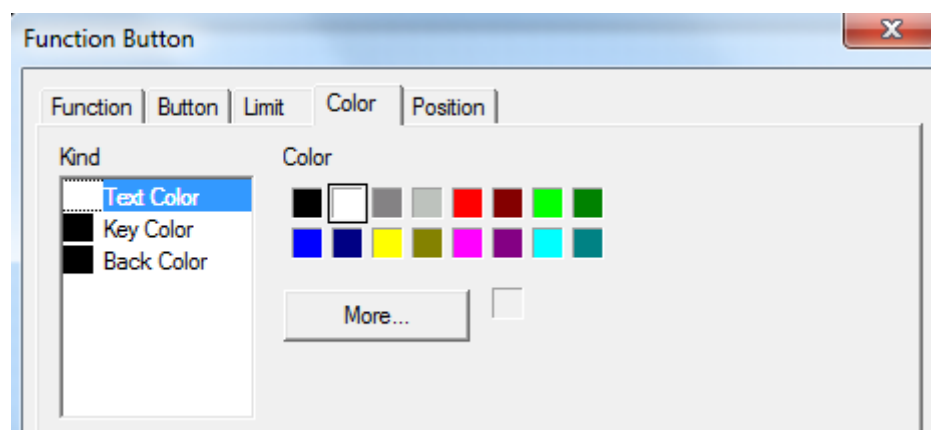 Function Button
Function Button Limit Color Position
Kind Color
Text Color
Key Color
Back Color
More...